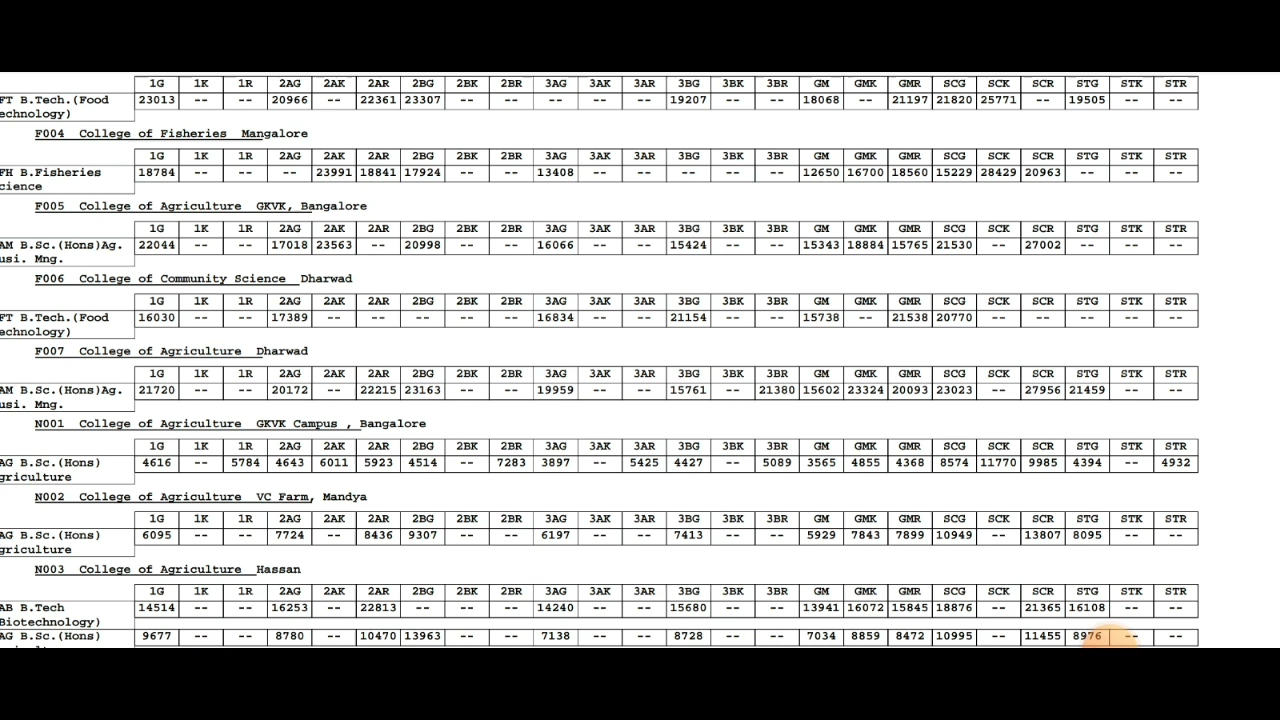 1G 1K 1R 2AG 2AK 2AR 2BG 2BK 2BR 3AG 3AK 3AR 3BG 3BK 3BR GM GMK GMR SCG SCK SCR STG STK STR
FT B.Tech.(Food 23013 -- -- 20966 -- 22361 23307 -- -- -- -- -- 19207 -- -- 18068 -- 21197 21820 25771 -- 19505 -- --
echnology)
F004 College of Fisheries Mangalore
1G 1K 1R 2AG 2AK 2AR 2BG 2BK 2BR 3AG 3AK 3AR 3BG 3BK 3BR GM GMK GMR SCG SCK SCR STG STK STR
FH B.Fisheries 18784 -- -- -- 23991 18841 17924 -- -- 13408 -- -- -- -- -- 12650 16700 18560 15229 28429 20963 -- -- --
cience
F005 College of Agriculture GKVK, Bangalore
1G 1K 1R 2AG 2AK 2AR 2BG 2BK 2BR 3AG 3AK 3AR 3BG 3BK 3BR GM GMK GMR SCG SCK SCR STG STK STR
AM B.Sc.(Hons)Ag. 22044 -- -- 17018 23563 -- 20998 -- -- 16066 -- -- 15424 -- -- 15343 18884 15765 21530 -- 27002 -- -- --
usi. Mng.
F006 College of Community Science Dharwad
1G 1K 1R 2AG 2AK 2AR 2BG 2BK 2BR 3AG 3AK 3AR 3BG 3BK 3BR GM GMK GMR SCG SCK SCR STG STK STR
FT B.Tech.(Food 16030 -- -- 17389 -- -- -- -- -- 16834 -- -- 21154 -- -- 15738 -- 21538 20770 -- -- -- -- --
echnology)
F007 College of Agriculture Dharwad
1G 1K 1R 2AG 2AK 2AR 2BG 2BK 2BR 3AG 3AK 3AR 3BG 3BK 3BR GM GMK GMR SCG SCK SCR STG STK STR
AM B.Sc.(Hons)Ag. 21720 -- -- 20172 -- 22215 23163 -- -- 19959 -- -- 15761 -- 21380 15602 23324 20093 23023 -- 27956 21459 -- --
usi. Mng.
N001 College of Agriculture GKVK Campus , Bangalore
1G 1K 1R 2AG 2AK 2AR 2BG 2BK 2BR 3AG 3AK 3AR 3BG 3BK 3BR GM GMK GMR SCG SCK SCR STG STK STR
AG B.Sc.(Hons) 4616 -- 5784 4643 6011 5923 4514 -- 7283 3897 -- 5425 4427 -- 5089 3565 4855 4368 8574 11770 9985 4394 -- 4932
griculture
N002 College of Agriculture VC Farm, Mandya
1G 1K 1R 2AG 2AK 2AR 2BG 2BK 2BR 3AG 3AK 3AR 3BG 3BK 3BR GM GMK GMR SCG SCK SCR STG STK STR
AG B.Sc.(Hons) 6095 -- -- 7724 -- 8436 9307 -- -- 6197 -- -- 7413 -- -- 5929 7843 7899 10949 -- 13807 8095 -- --
griculture
N003 College of Agriculture Hassan
1G 1K 1R 2AG 2AK 2AR 2BG 2BK 2BR 3AG 3AK 3AR 3BG 3BK 3BR GM GMK GMR SCG SCK SCR STG STK STR
AB B.Tech 14514 -- -- 16253 -- 22813 -- -- -- 14240 -- -- 15680 -- -- 13941 16072 15845 18876 -- 21365 16108 -- --
Biotechnology)
AG B.Sc.(Hons) 9677 -- -- 8780 -- 10470 13963 -- -- 7138 -- -- 8728 -- -- 7034 8859 8472 10995 -- 11455 8976 -- --